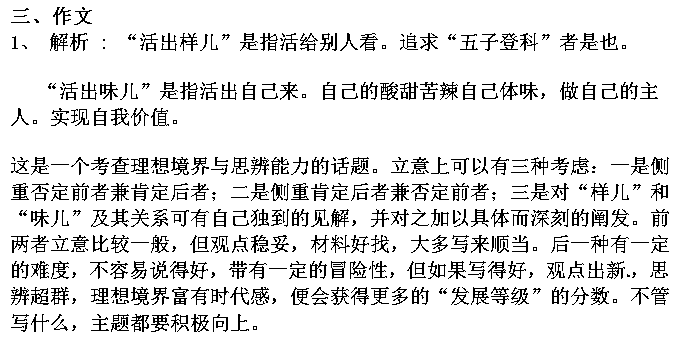 三、作文
1、 解析 : “活出样儿”是指活给别人看。追求“五子登科”者是也。
“活出味儿”是指活出自己来。自己的酸甜苦辣自己体味，做自己的主
人。实现自我价值。
这是一个考查理想境界与思辨能力的话题。立意上可以有三种考虑：一是侧
重否定前者兼肯定后者；二是侧重肯定后者兼否定前者；三是对“样儿”和
“味儿”及其关系可有自己独到的见解，并对之加以具体而深刻的阐发。前
两者立意比较一般，但观点稳妥，材料好找，大多写来顺当。后一种有一定
的难度，不容易说得好，带有一定的冒险性，但如果写得好，观点出新.，思
辨超群，理想境界富有时代感，便会获得更多的“发展等级”的分数。不管
写什么，主题都要积极向上。